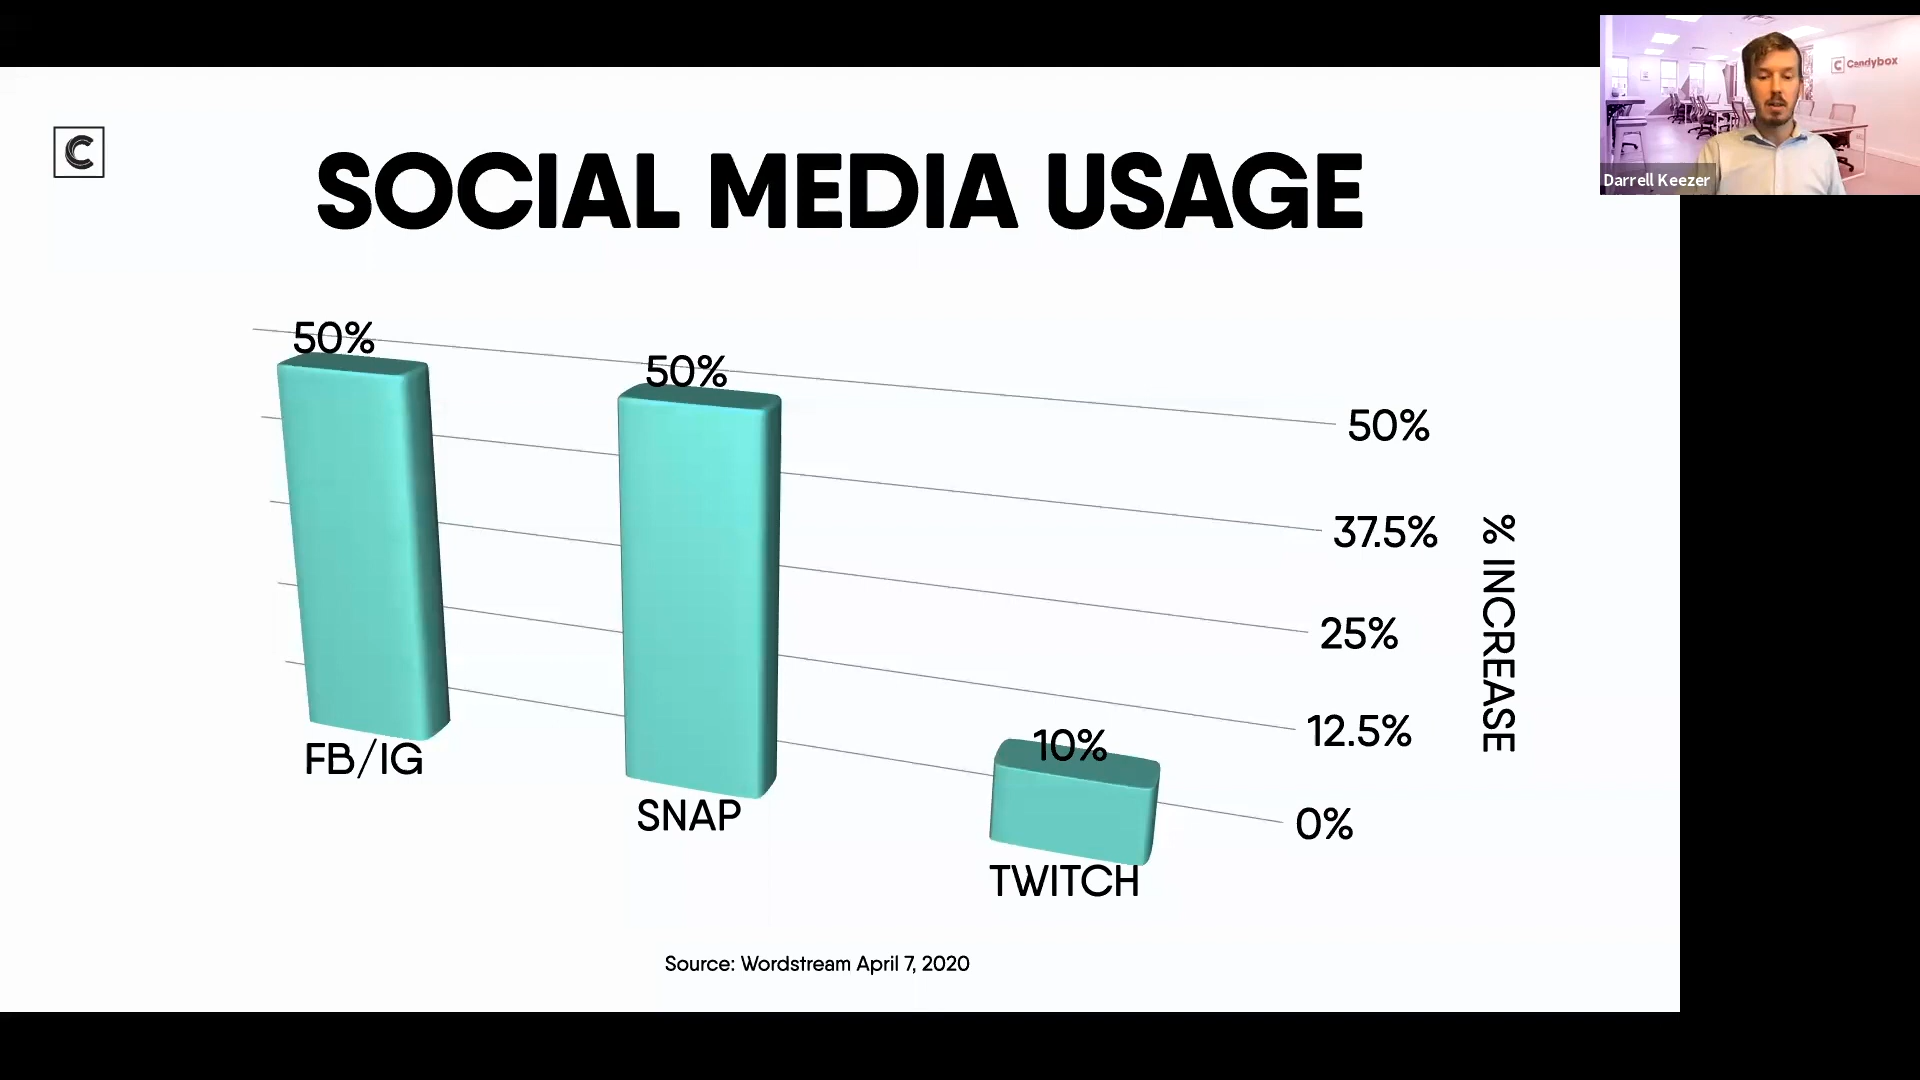 C Candybox
Darrell Keezer
C
SOCIAL MEDIA USAGE
50%
50%
10%
50%
37.5%
25%
12.5%
0%
% INCREASE
FB/IG
SNAP
TWITCH
Source: Wordstream April 7, 2020